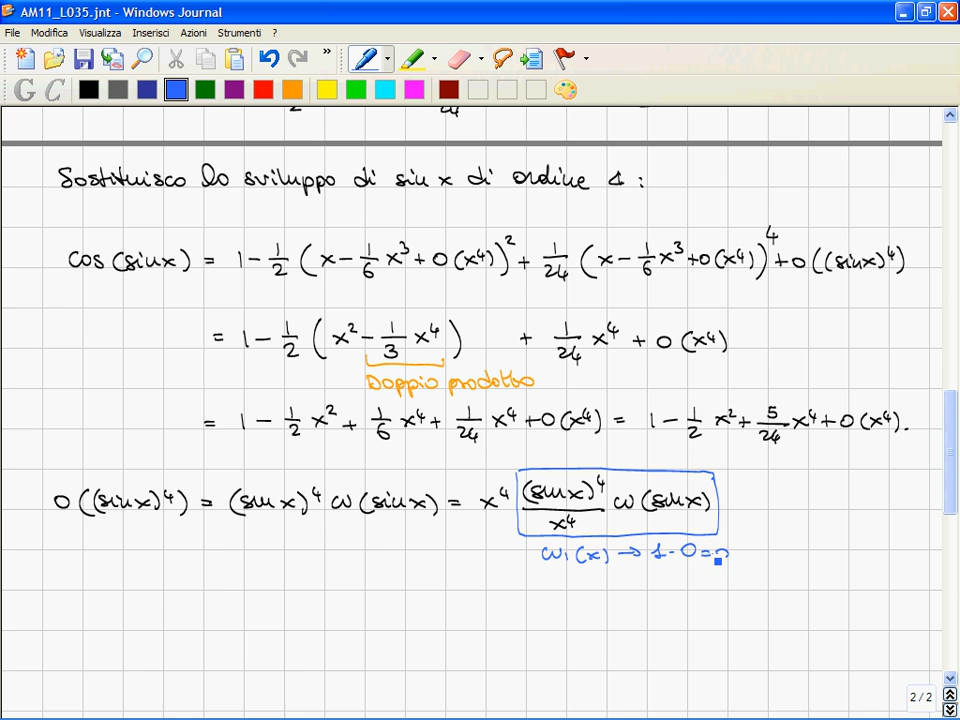 AM11_L035.jnt - Windows Journal
File Modifica Visualizza Inserisci Azioni Strumenti ?
Sostituisco lo sviluppo di sin x di ordine 4 :
cos (sin x) = 1 - 1/2 (x - 1/6 x³ + o(x⁴))² + 1/24 (x - 1/6 x³ + o(x⁴))⁴ + o((sin x)⁴)
= 1 - 1/2 (x² - 1/3 x⁴) + 1/24 x⁴ + o(x⁴)
Doppio prodotto
= 1 - 1/2 x² + 1/6 x⁴ + 1/24 x⁴ + o(x⁴) = 1 - 1/2 x² + 5/24 x⁴ + o(x⁴).
o((sin x)⁴) = (sin x)⁴ ω(sin x) = x⁴ (sin x)⁴/x⁴ ω(sin x)
ω₁(x) → 1·0 =
2 / 2